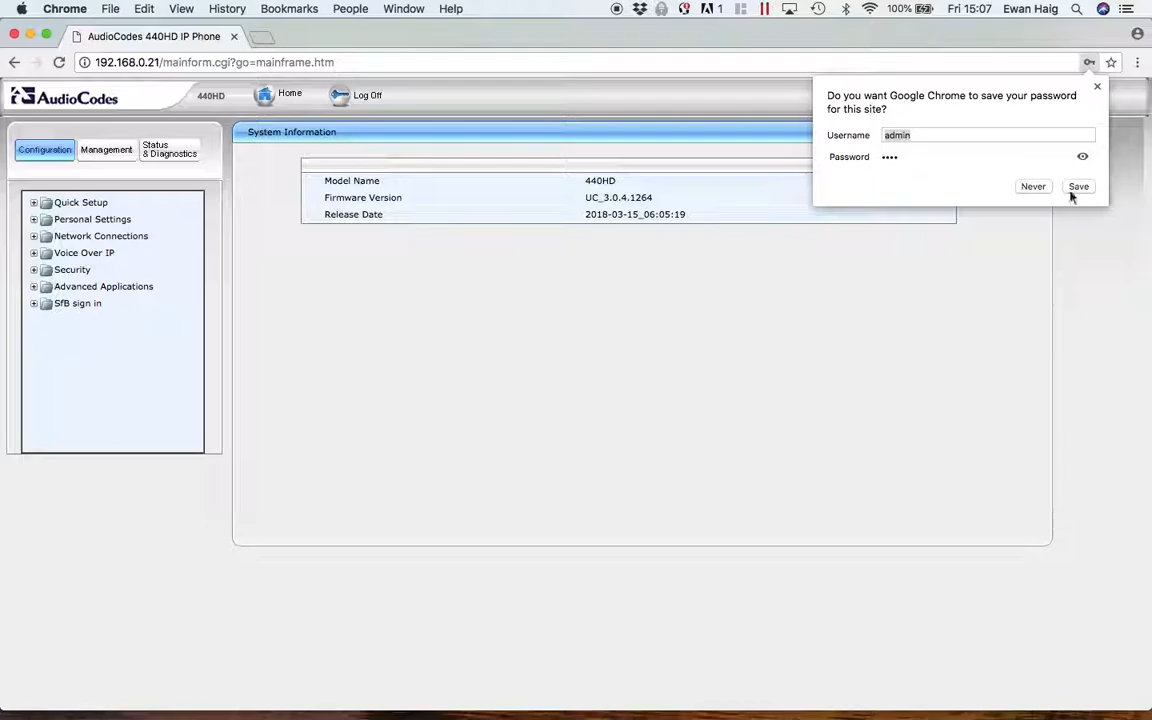 Chrome File Edit View History Bookmarks People Window Help 1 100% Fri 15:07 Ewan Haig
AudioCodes 440HD IP Phone
192.168.0.21/mainform.cgi?go=mainframe.htm
AudioCodes 440HD Home Log Off
Do you want Google Chrome to save your password
for this site?
Username admin
Password ••••
Never Save
Configuration Management Status
& Diagnostics
System Information
Model Name 440HD
Firmware Version UC_3.0.4.1264
Release Date 2018-03-15_06:05:19
Quick Setup
Personal Settings
Network Connections
Voice Over IP
Security
Advanced Applications
SfB sign in